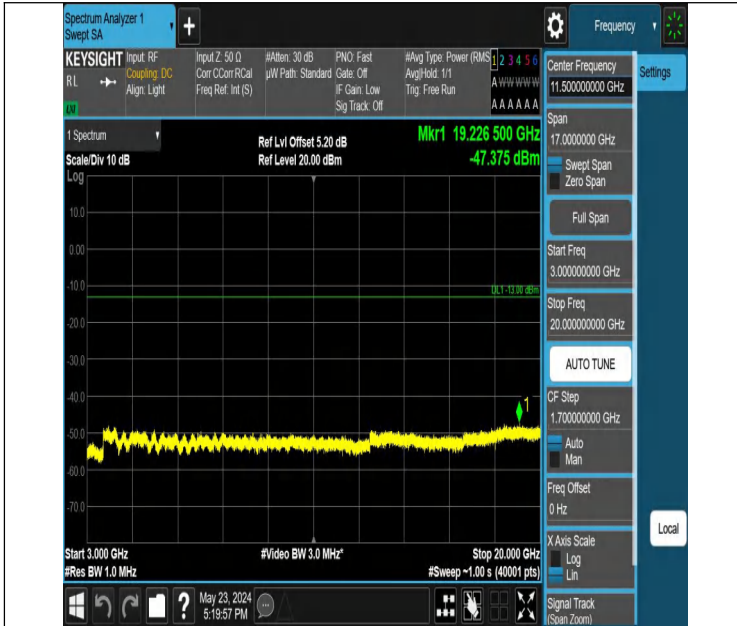 Spectrum Analyzer 1
Swept SA
+
Frequency
KEYSIGHT
RL
Input: RF
Coupling: DC
Align: Light
Input Z: 50 Ω
Corr CCorr RCal
Freq Ref: Int (S)
#Atten: 30 dB
µW Path: Standard
PNO: Fast
Gate: Off
IF Gain: Low
Sig Track: Off
#Avg Type: Power (RMS
Avg|Hold: 1/1
Trig: Free Run
1 2 3 4 5 6
A W W W W W
A A A A A A
1 Spectrum
Scale/Div 10 dB
Log
Ref Lvl Offset 5.20 dB
Ref Level 20.00 dBm
Mkr1 19.226 500 GHz
-47.375 dBm
10.0
0.00
-10.0
DL1 -13.00 dBm
-20.0
-30.0
-40.0
1
-50.0
-60.0
-70.0
Start 3.000 GHz
#Res BW 1.0 MHz
#Video BW 3.0 MHz*
Stop 20.000 GHz
#Sweep ~1.00 s (40001 pts)
May 23, 2024
5:19:57 PM
Center Frequency
11.500000000 GHz
Settings
Span
17.0000000 GHz
Swept Span
Zero Span
Full Span
Start Freq
3.000000000 GHz
Stop Freq
20.000000000 GHz
AUTO TUNE
CF Step
1.700000000 GHz
Auto
Man
Freq Offset
0 Hz
X Axis Scale
Log
Lin
Local
Signal Track
(Span Zoom)